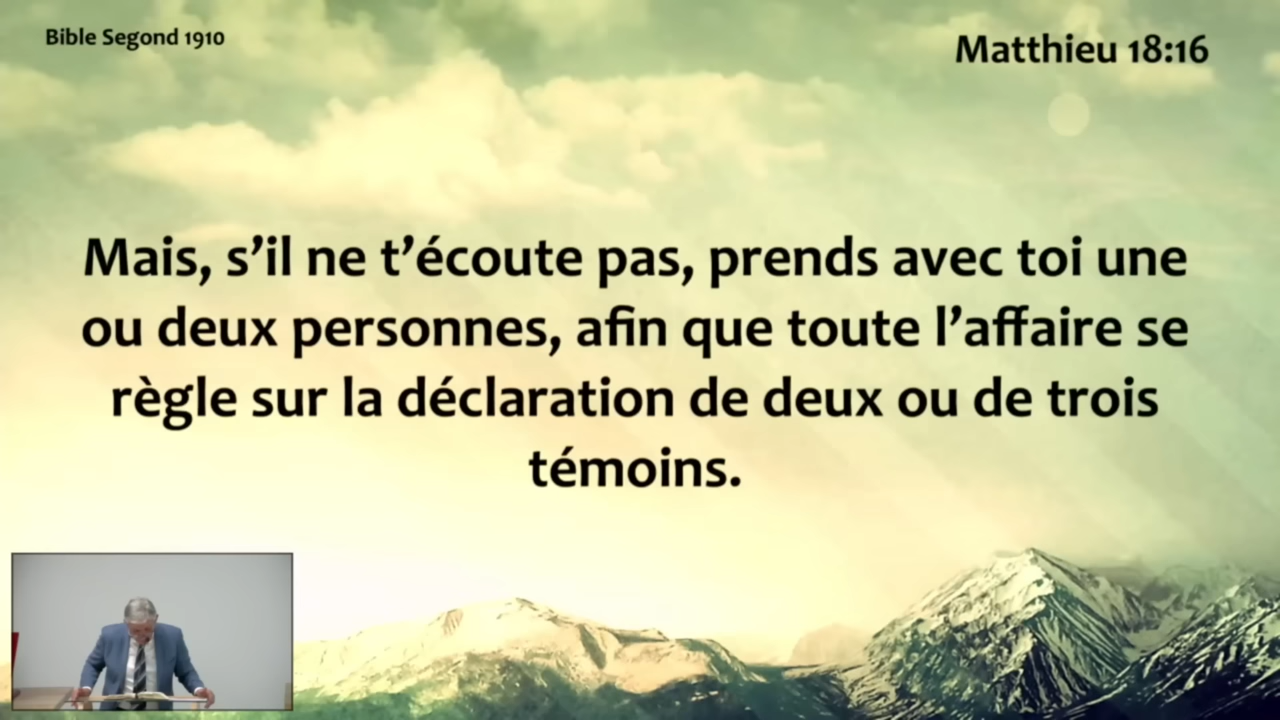 Bible Segond 1910
Matthieu 18:16
Mais, s’il ne t’écoute pas, prends avec toi une
ou deux personnes, afin que toute l’affaire se
règle sur la déclaration de deux ou de trois
témoins.